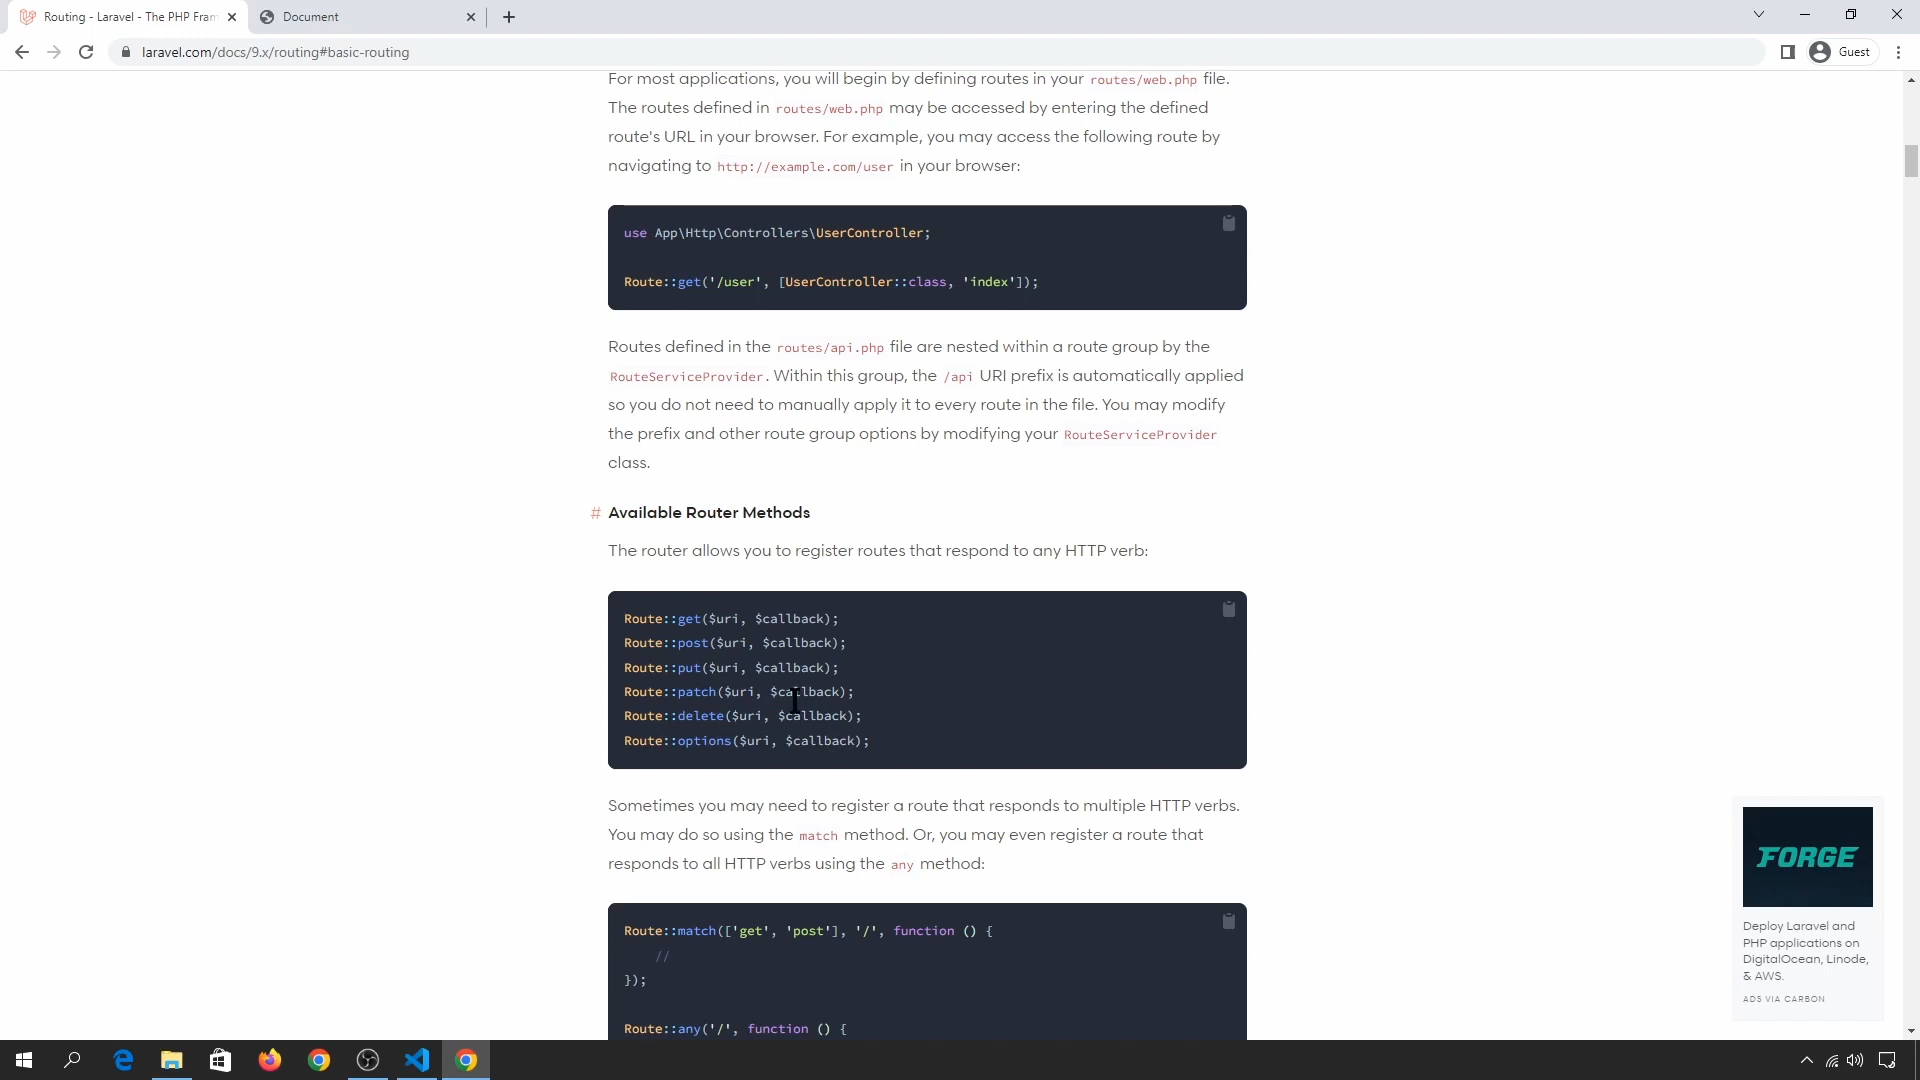 Routing - Laravel - The PHP Fram
Document
laravel.com/docs/9.x/routing#basic-routing
Guest
For most applications, you will begin by defining routes in your routes/web.php file.
The routes defined in routes/web.php may be accessed by entering the defined
route's URL in your browser. For example, you may access the following route by
navigating to http://example.com/user in your browser:
use App\Http\Controllers\UserController;
Route::get('/user', [UserController::class, 'index']);
Routes defined in the routes/api.php file are nested within a route group by the
RouteServiceProvider. Within this group, the /api URI prefix is automatically applied
so you do not need to manually apply it to every route in the file. You may modify
the prefix and other route group options by modifying your RouteServiceProvider
class.
# Available Router Methods
The router allows you to register routes that respond to any HTTP verb:
Route::get($uri, $callback);
Route::post($uri, $callback);
Route::put($uri, $callback);
Route::patch($uri, $callback);
Route::delete($uri, $callback);
Route::options($uri, $callback);
Sometimes you may need to register a route that responds to multiple HTTP verbs.
You may do so using the match method. Or, you may even register a route that
responds to all HTTP verbs using the any method:
Route::match(['get', 'post'], '/', function () {
//
});
Route::any('/', function () {
FORGE
Deploy Laravel and
PHP applications on
DigitalOcean, Linode,
& AWS.
ADS VIA CARBON